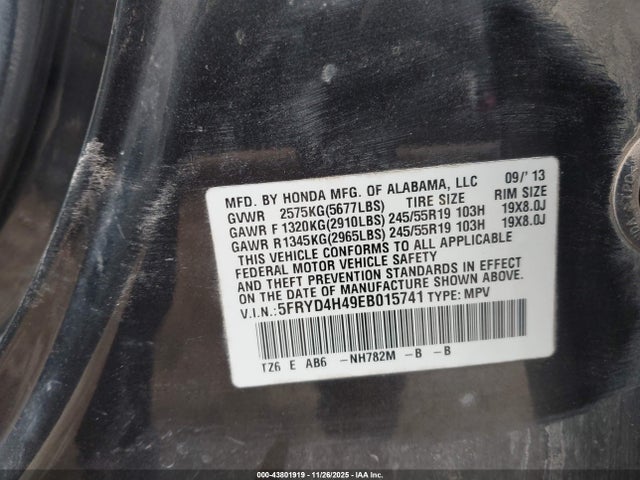 MFD. BY HONDA MFG. OF ALABAMA, LLC 09/'13
GVWR 2575KG(5677LBS) TIRE SIZE RIM SIZE
GAWR F 1320KG(2910LBS) 245/55R19 103H 19X8.0J
GAWR R1345KG(2965LBS) 245/55R19 103H 19X8.0J
THIS VEHICLE CONFORMS TO ALL APPLICABLE
FEDERAL MOTOR VEHICLE SAFETY
AND THEFT PREVENTION STANDARDS IN EFFECT
ON THE DATE OF MANUFACTURE SHOWN ABOVE.
V.I.N.: 5FRYD4H49EB015741 TYPE: MPV
TZ6 E AB6 -NH782M -B -B
000-43801919 - 11/26/2025 - IAA Inc.